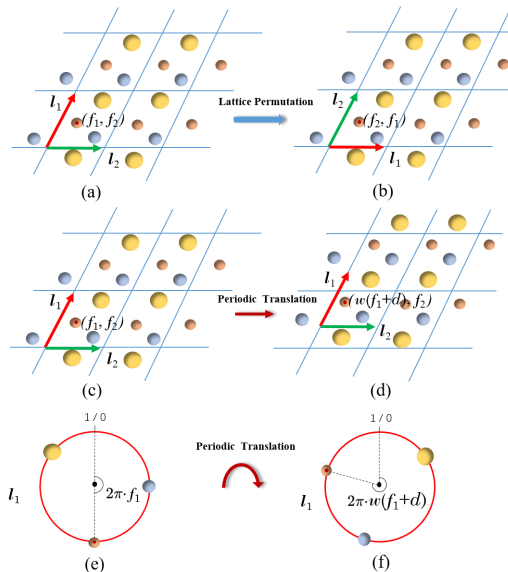 l₁
(f₁, f₂)
l₂
(a)
Lattice Permutation
l₂
(f₂, f₁)
l₁
(b)
l₁
(f₁, f₂)
l₂
(c)
Periodic Translation
l₁
(w(f₁+d), f₂)
l₂
(d)
1/0
l₁
2π·f₁
(e)
Periodic Translation
1/0
l₁
2π·w(f₁+d)
(f)